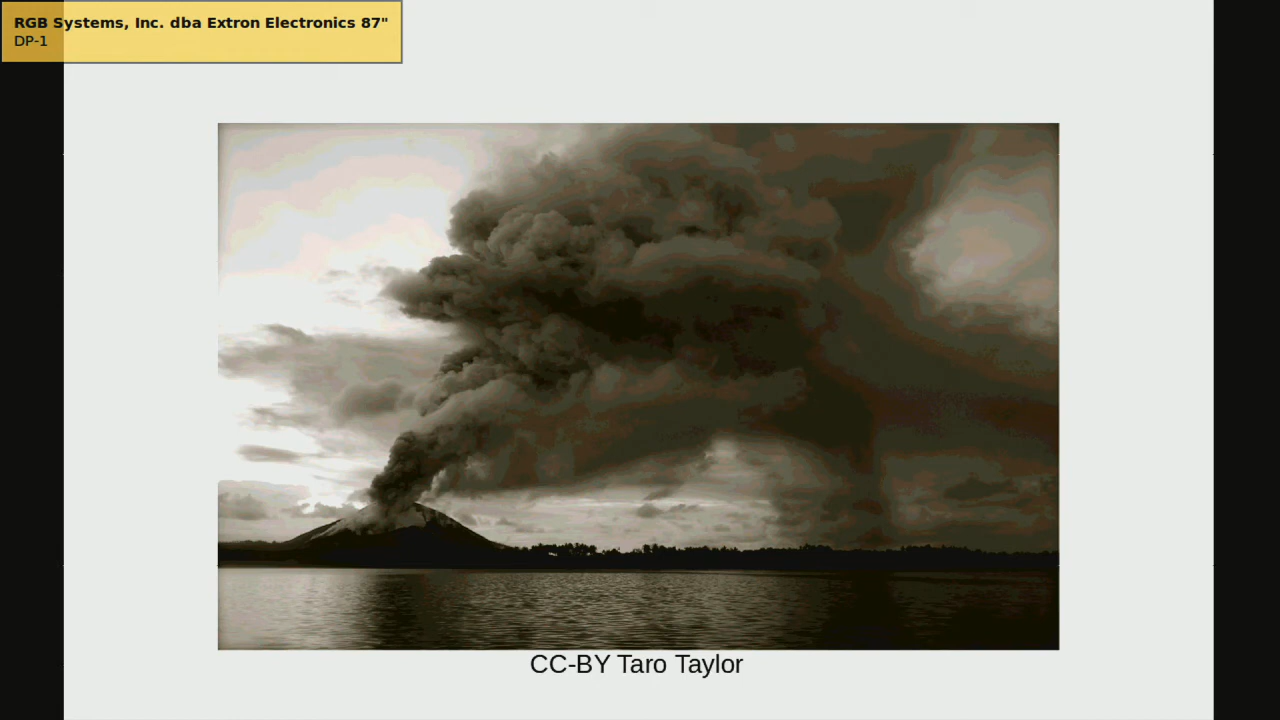 RGB Systems, Inc. dba Extron Electronics 87"
DP-1
CC-BY Taro Taylor